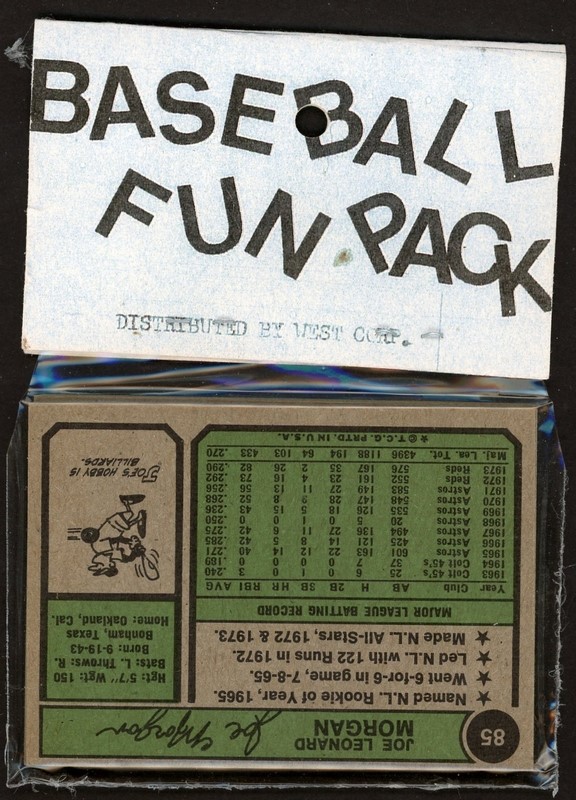 BASEBALL
FUN PACK
DISTRIBUTED BY WEST CORP.
85
JOE LEONARD
MORGAN
Joe Morgan
Hgt: 5'7" Wgt: 150
Bats: L. Throws: R.
Born: 9-19-43
Bonham, Texas
Home: Oakland, Cal.
★ Named N.L. Rookie of Year, 1965.
★ Went 6-for-6 in game, 7-8-65.
★ Led N.L. with 122 Runs in 1972.
★ Made N.L. All-Stars, 1972 & 1973.
MAJOR LEAGUE BATTING RECORD
Year Club AB H 2B 3B HR RBI AVG
1963 Colt 45's 25 6 0 1 0 3 .240
1964 Colt 45's 37 7 0 0 0 0 .189
1965 Astros 601 163 22 12 14 40 .271
1966 Astros 425 121 14 8 5 42 .285
1967 Astros 494 136 27 11 6 42 .275
1968 Astros 20 5 0 1 0 0 .250
1969 Astros 535 126 18 5 15 43 .236
1970 Astros 548 147 28 9 8 52 .268
1971 Astros 583 149 27 11 13 56 .256
1972 Reds 552 161 23 4 16 73 .292
1973 Reds 576 167 35 2 26 82 .290
Maj. Lea. Tot. 4396 1188 194 64 103 433 .270
★ © T.C.G. PRTD. IN U.S.A.
JOE'S HOBBY IS
BILLIARDS.